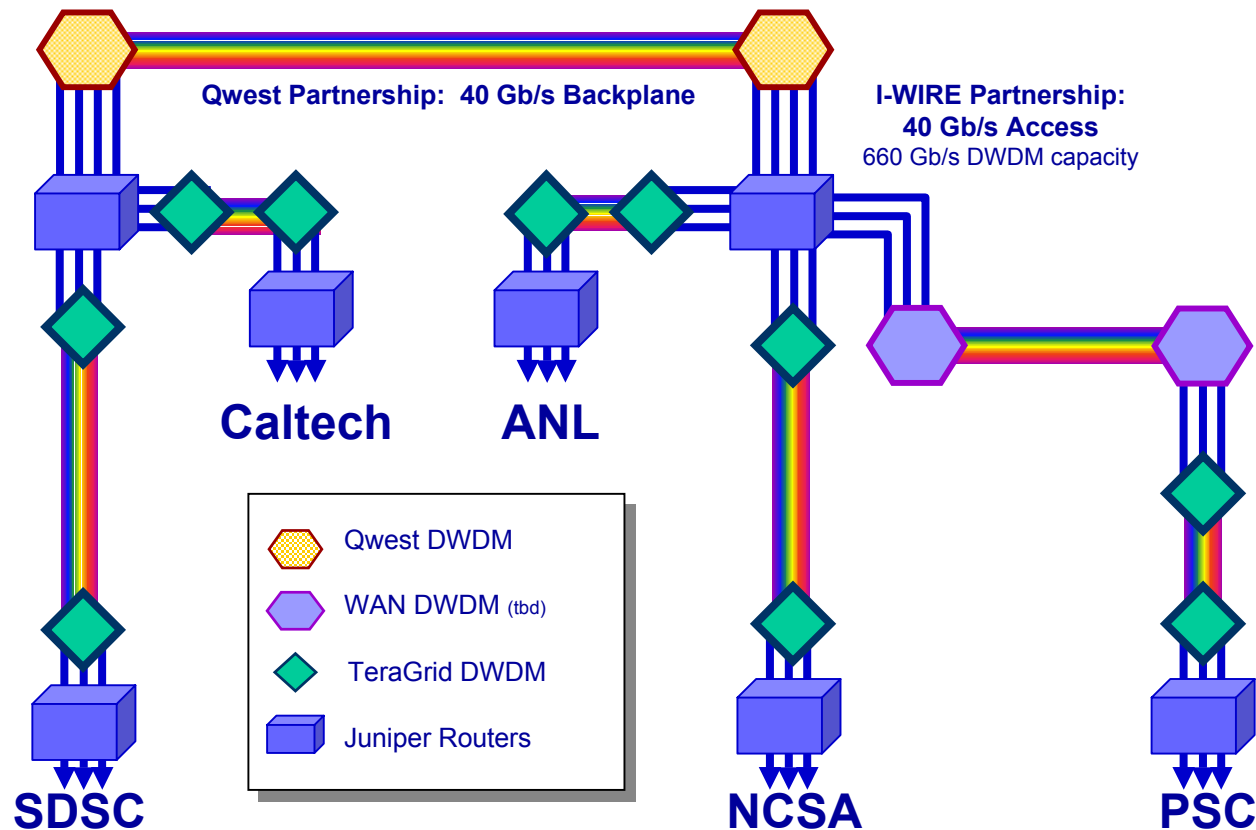 Qwest Partnership:  40 Gb/s Backplane
I-WIRE Partnership:
40 Gb/s Access
660 Gb/s DWDM capacity
Caltech
ANL
Qwest DWDM
WAN DWDM (tbd)
TeraGrid DWDM
Juniper Routers
SDSC
NCSA
PSC